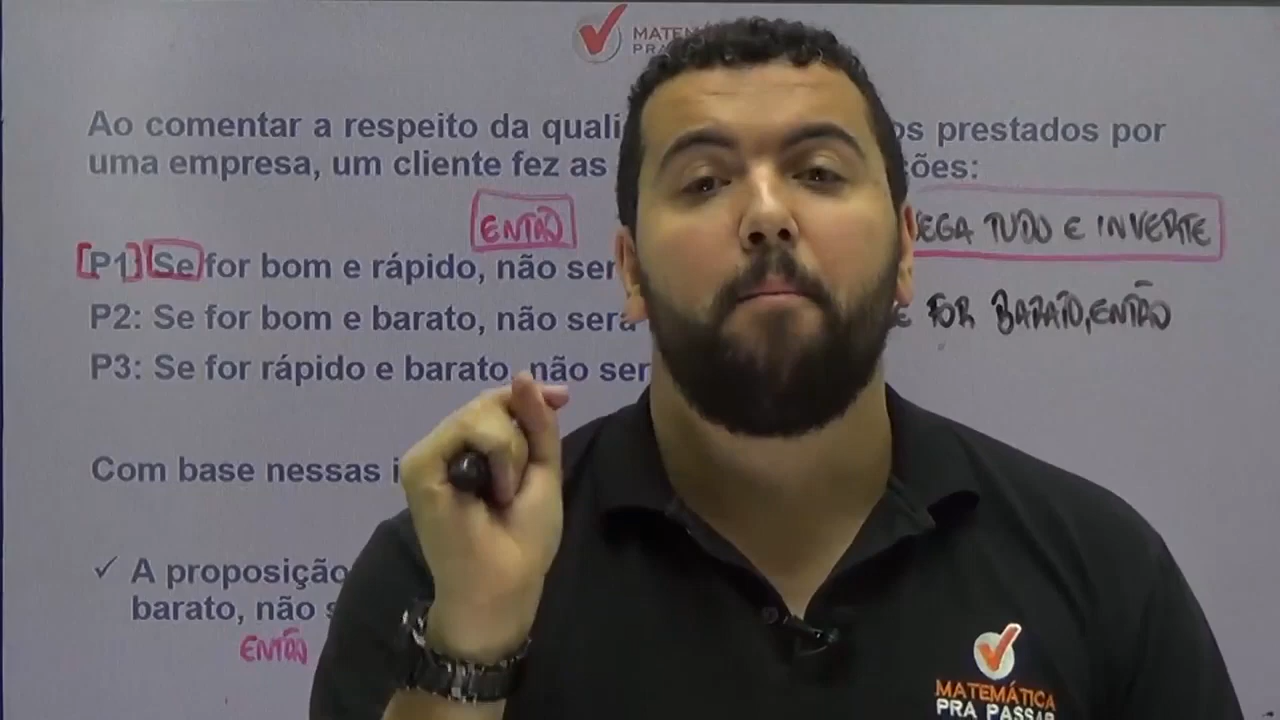 MATEM
PRA
Ao comentar a respeito da quali os prestados por
uma empresa, um cliente fez as ções:
ENTÃO
EGA TUDO E INVERTE
P1) Se for bom e rápido, não ser
P2: Se for bom e barato, não será
E FOR BARATO, ENTÃO
P3: Se for rápido e barato, não ser
Com base nessas i
✓ A proposição
barato, não s
ENTÃO
MATEMÁTICA
PRA PASSAR